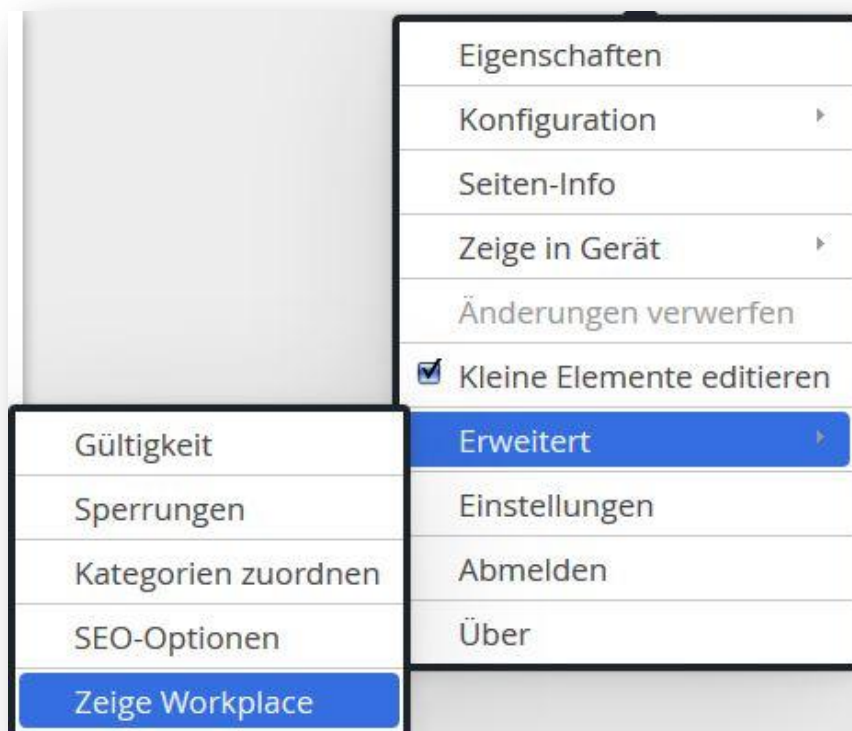 Eigenschaften
Konfiguration
Seiten-Info
Zeige in Gerät
Änderungen verwerfen
Kleine Elemente editieren
Erweitert
Einstellungen
Abmelden
Über
Gültigkeit
Sperrungen
Kategorien zuordnen
SEO-Optionen
Zeige Workplace